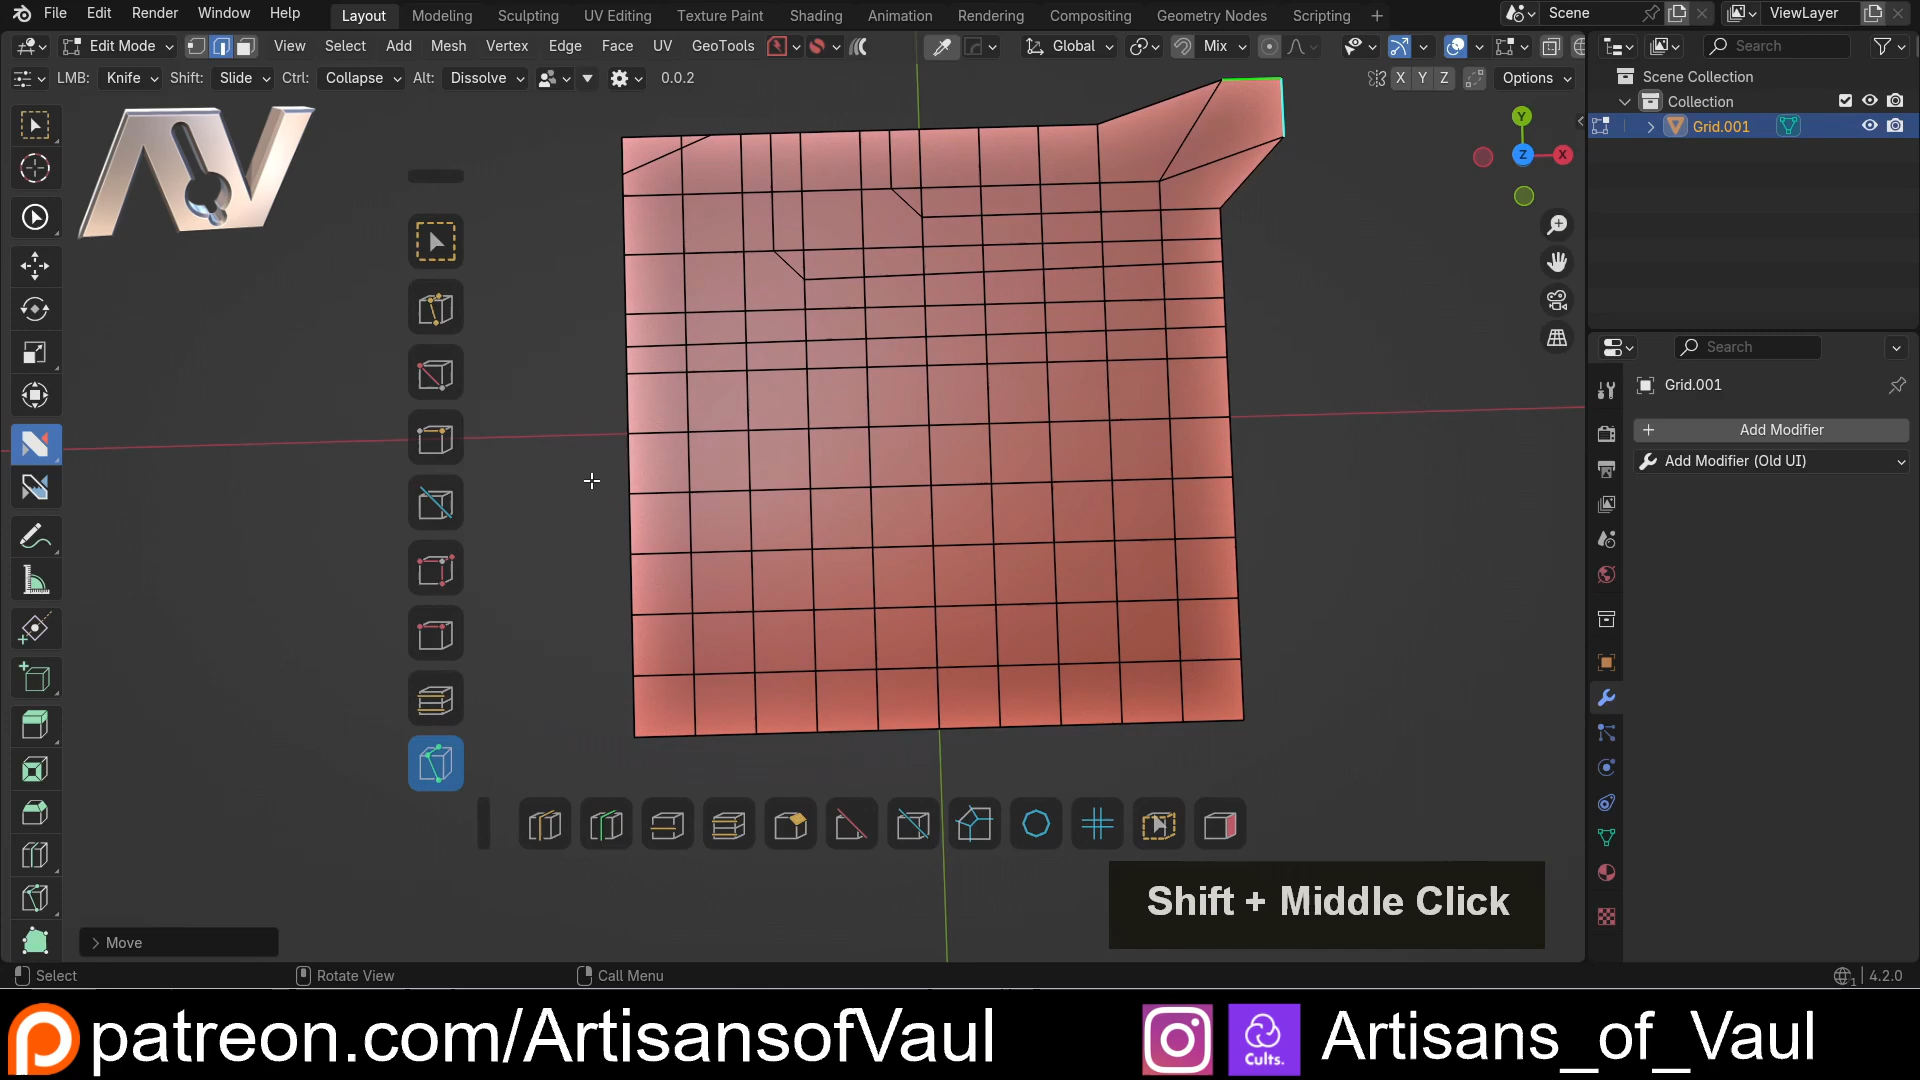 File Edit Render Window Help Layout Modeling Sculpting UV Editing Texture Paint Shading Animation Rendering Compositing Geometry Nodes Scripting + Scene ViewLayer
Edit Mode View Select Add Mesh Vertex Edge Face UV GeoTools Global Mix Search
LMB: Knife Shift: Slide Ctrl: Collapse Alt: Dissolve 0.0.2 X Y Z Options
Scene Collection
Collection
Grid.001
Y
Z X
AV
Search
Grid.001
+ Add Modifier
Add Modifier (Old UI)
Shift + Middle Click
> Move
Select Rotate View Call Menu 4.2.0
patreon.com/ArtisansofVaul Cults. Artisans_of_Vaul